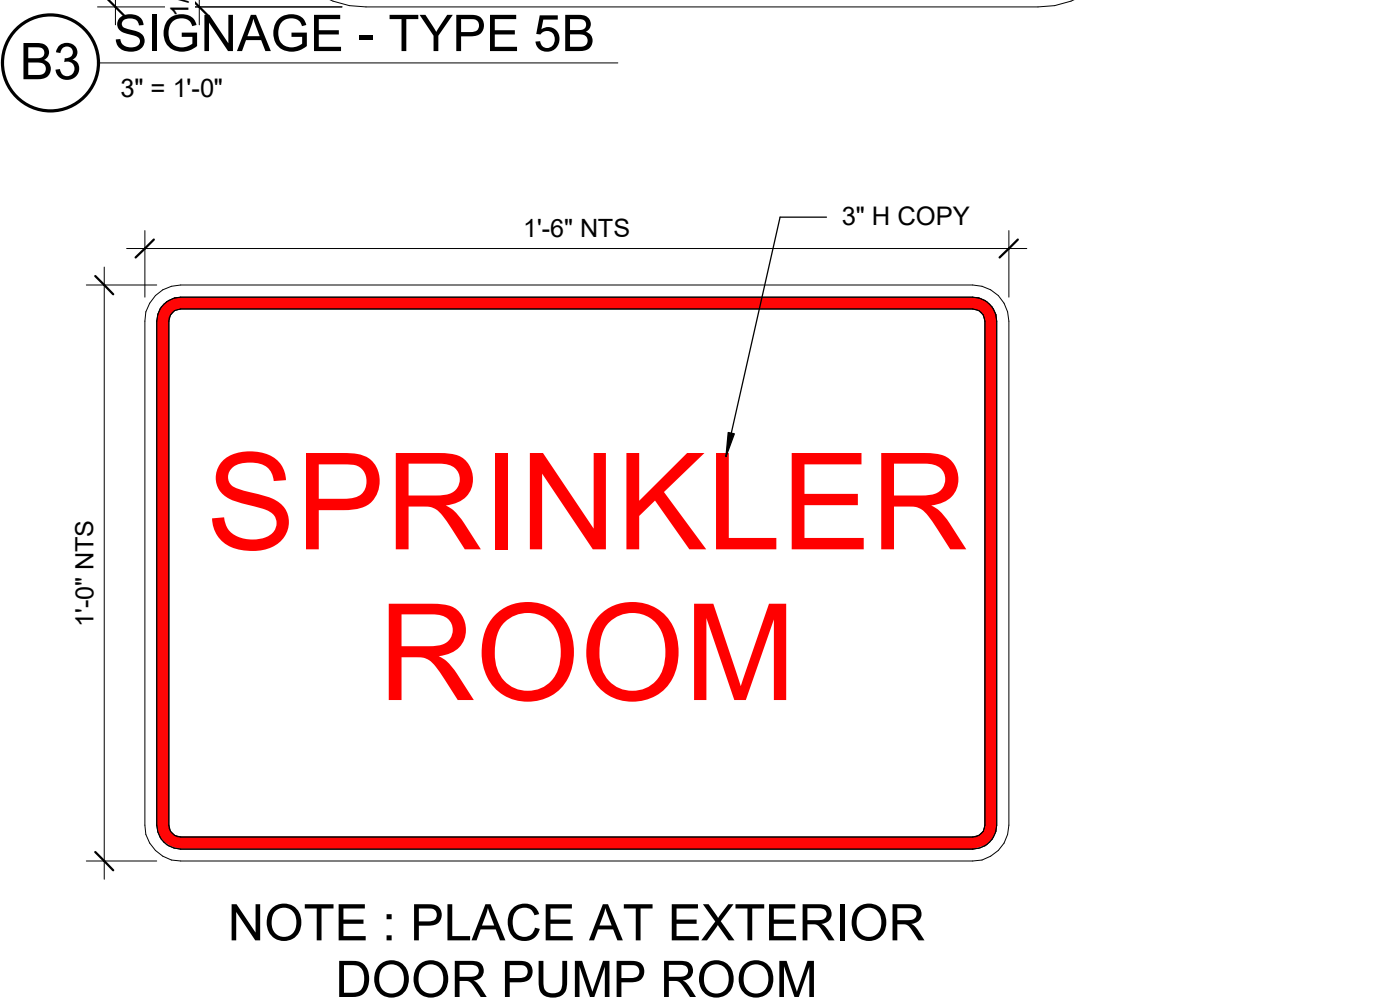 SIGNAGE - TYPE 5B
B3
3" = 1'-0"
1'-6" NTS
3" H COPY
1'-0" NTS
SPRINKLER
ROOM
NOTE : PLACE AT EXTERIOR
DOOR PUMP ROOM